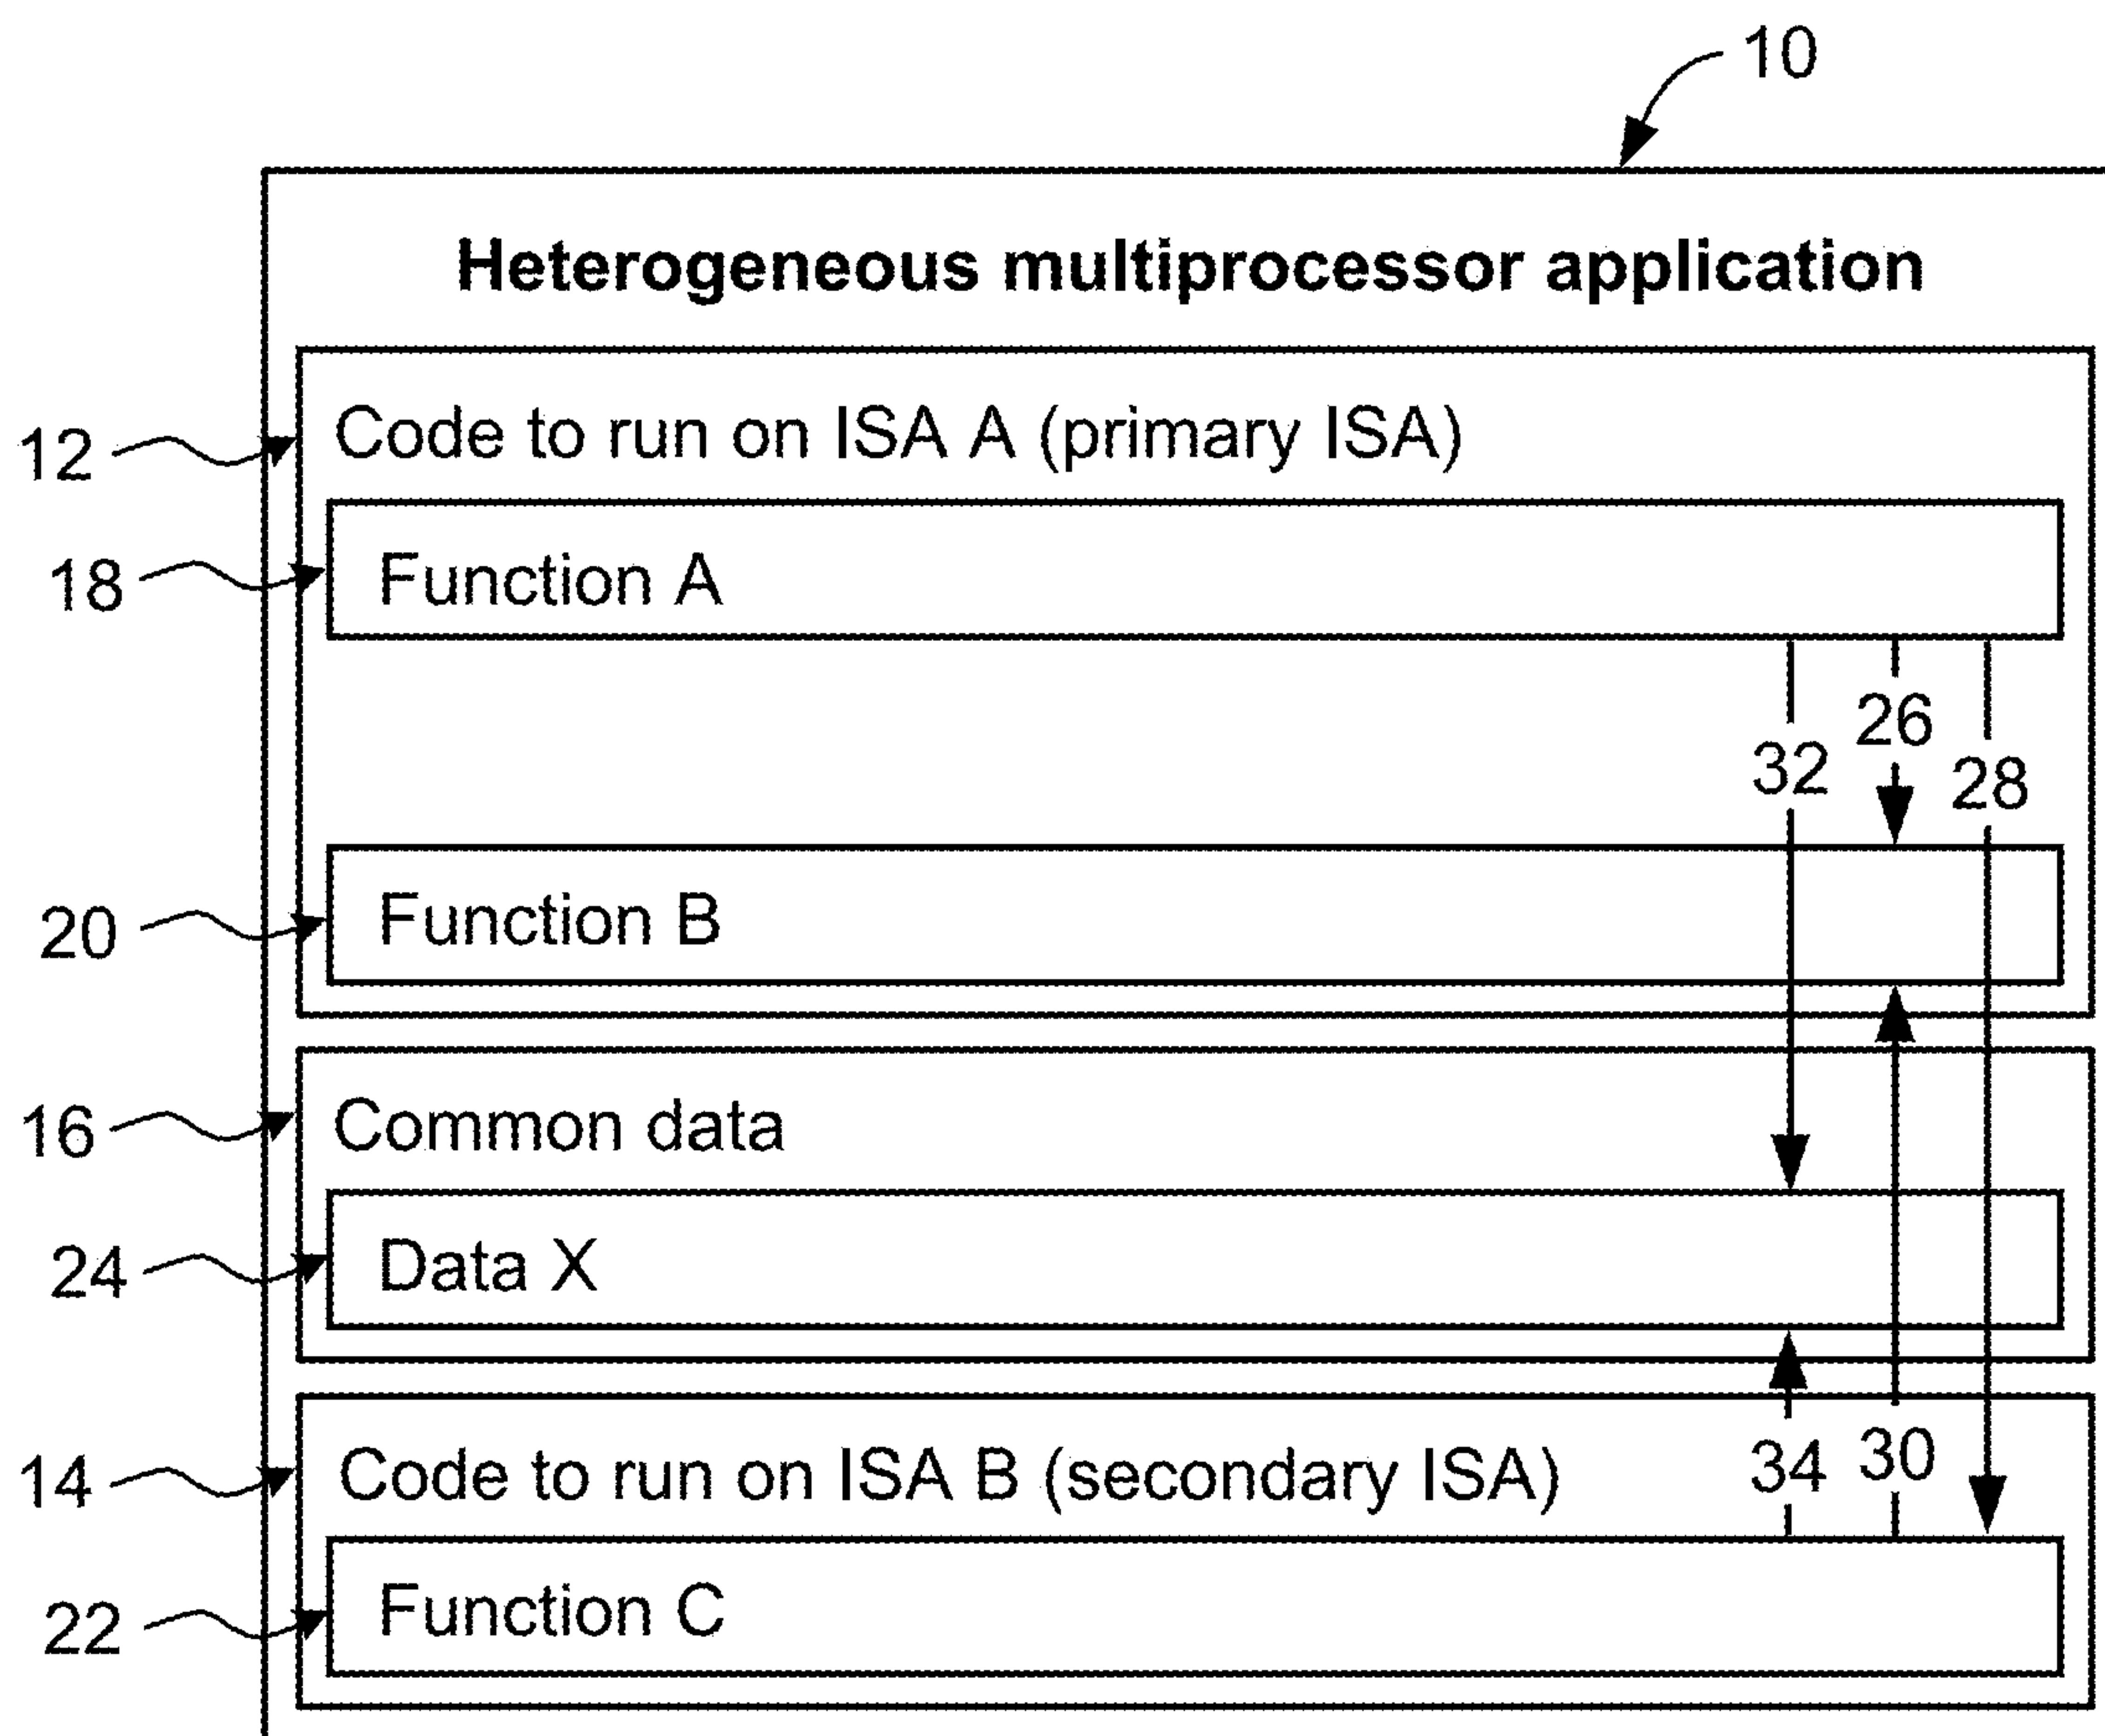 10
Heterogeneous multiprocessor application
12
Code to run on ISA A (primary ISA)
18
Function A
26
32
28
20
Function B
16
Common data
24
Data X
14
Code to run on ISA B (secondary ISA)
34
30
22
Function C